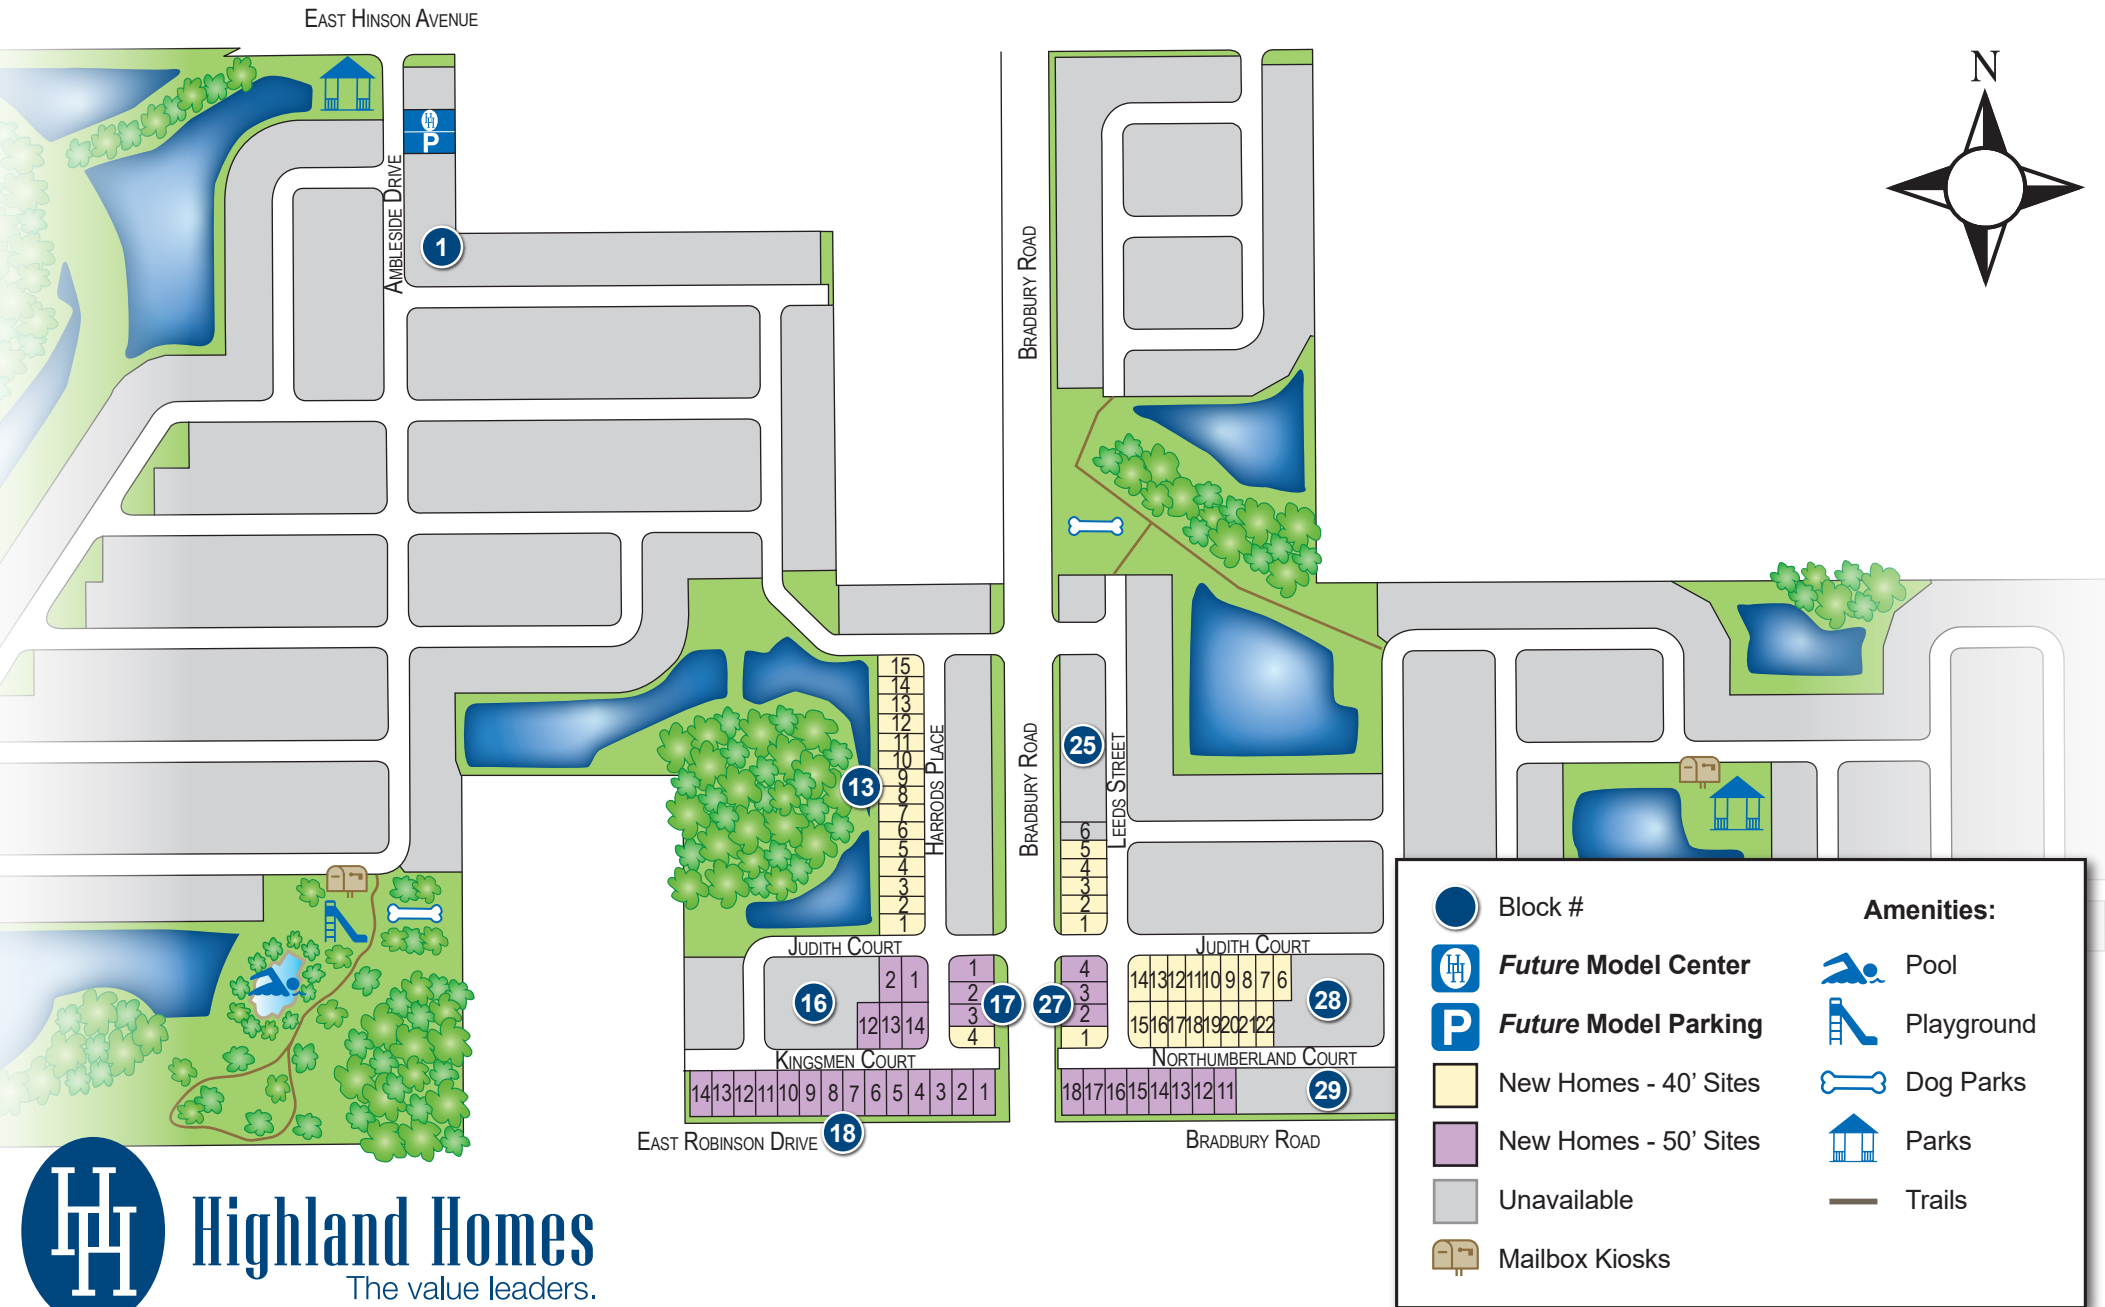 EAST HINSON AVENUE
N
HH
P
AMBLESIDE DRIVE
1
BRADBURY ROAD
15
14
13
12
11
10
9
8
7
6
5
4
3
2
1
13
HARRODS PLACE
BRADBURY ROAD
25
LEEDS STREET
6
5
4
3
2
1
JUDITH COURT
JUDITH COURT
2 1
16
12 13 14
1
2
3
4
17
27
4
3
2
1
14 13 12 11 10 9 8 7 6
15 16 17 18 19 20 21 22
28
KINGSMEN COURT
NORTHUMBERLAND COURT
14 13 12 11 10 9 8 7 6 5 4 3 2 1
18 17 16 15 14 13 12 11
29
EAST ROBINSON DRIVE
18
BRADBURY ROAD
HH
Highland Homes
The value leaders.
Block #
HH
Future Model Center
P
Future Model Parking
New Homes - 40' Sites
New Homes - 50' Sites
Unavailable
Mailbox Kiosks
Amenities:
Pool
Playground
Dog Parks
Parks
Trails